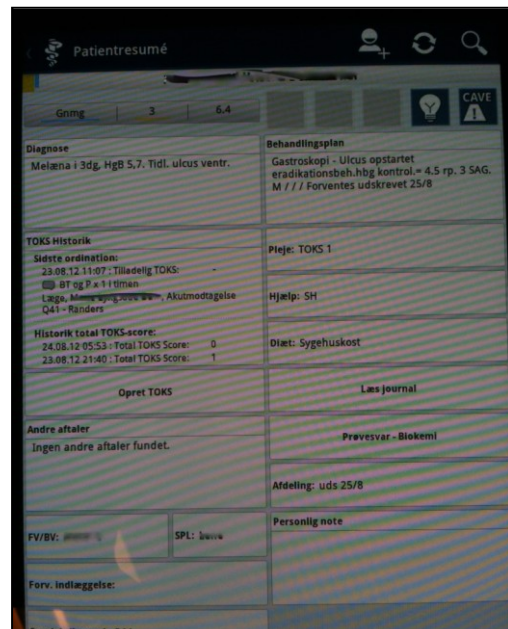 Patientresumé
Gnmg 3 6.4
CAVE
Diagnose
Melæna i 3dg, HgB 5,7. Tidl. ulcus ventr.
Behandlingsplan
Gastroskopi - Ulcus opstartet
eradikationsbeh.hbg kontrol.= 4.5 rp. 3 SAG.
M / / / Forventes udskrevet 25/8
TOKS Historik
Sidste ordination:
23.08.12 11:07 : Tilladelig TOKS: -
BT og P x 1 i timen
Læge, , Akutmodtagelse
Q41 - Randers
Historik total TOKS-score:
24.08.12 05:53 : Total TOKS Score: 0
23.08.12 21:40 : Total TOKS Score: 1
Pleje: TOKS 1
Hjælp: SH
Diæt: Sygehuskost
Opret TOKS
Læs journal
Andre aftaler
Ingen andre aftaler fundet.
Prøvesvar - Biokemi
Afdeling: uds 25/8
FV/BV:
SPL:
Personlig note
Forv. indlæggelse: